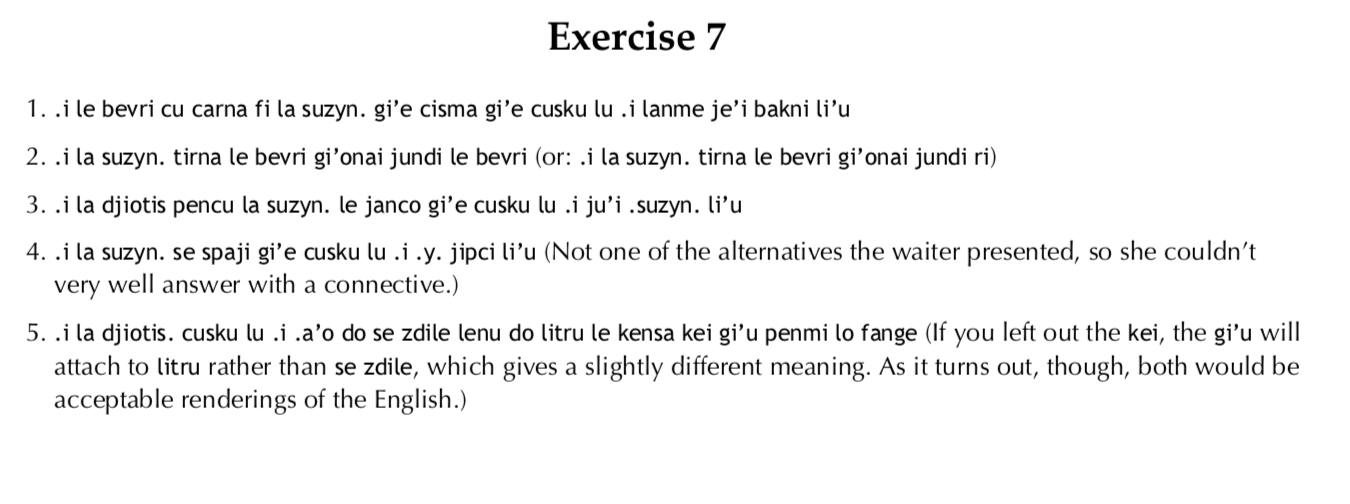 Exercise 7
1. .i le bevri cu carna fi la suzyn. gi’e cisma gi’e cusku lu .i lanme je’i bakni li’u
2. .i la suzyn. tirna le bevri gi’onai jundi le bevri (or: .i la suzyn. tirna le bevri gi’onai jundi ri)
3. .i la djiotis pencu la suzyn. le janco gi’e cusku lu .i ju’i .suzyn. li’u
4. .i la suzyn. se spaji gi’e cusku lu .i .y. jipci li’u (Not one of the alternatives the waiter presented, so she couldn’t
very well answer with a connective.)
5. .i la djiotis. cusku lu .i .a’o do se zdile lenu do litru le kensa kei gi’u penmi lo fange (If you left out the kei, the gi’u will
attach to litru rather than se zdile, which gives a slightly different meaning. As it turns out, though, both would be
acceptable renderings of the English.)